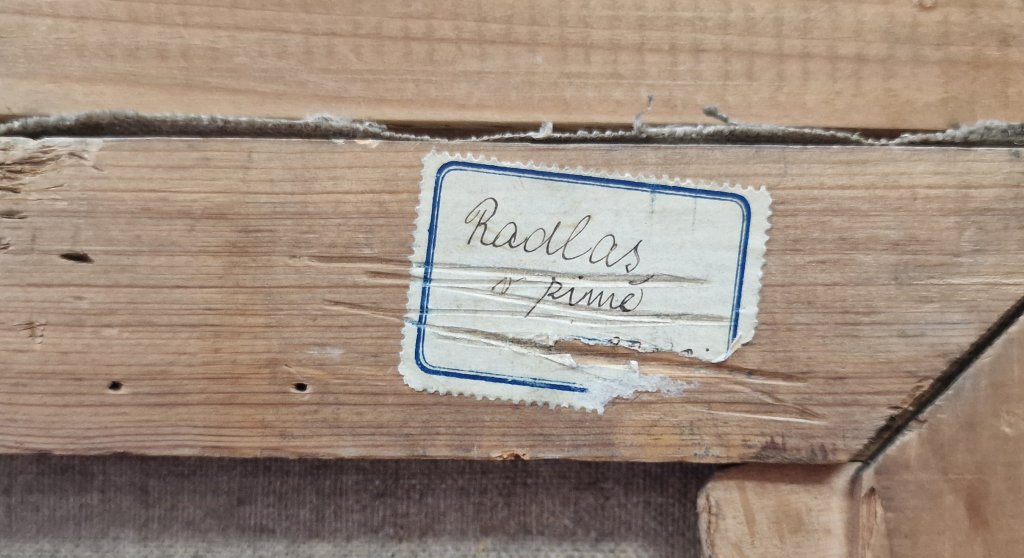 Radlas
v zimě